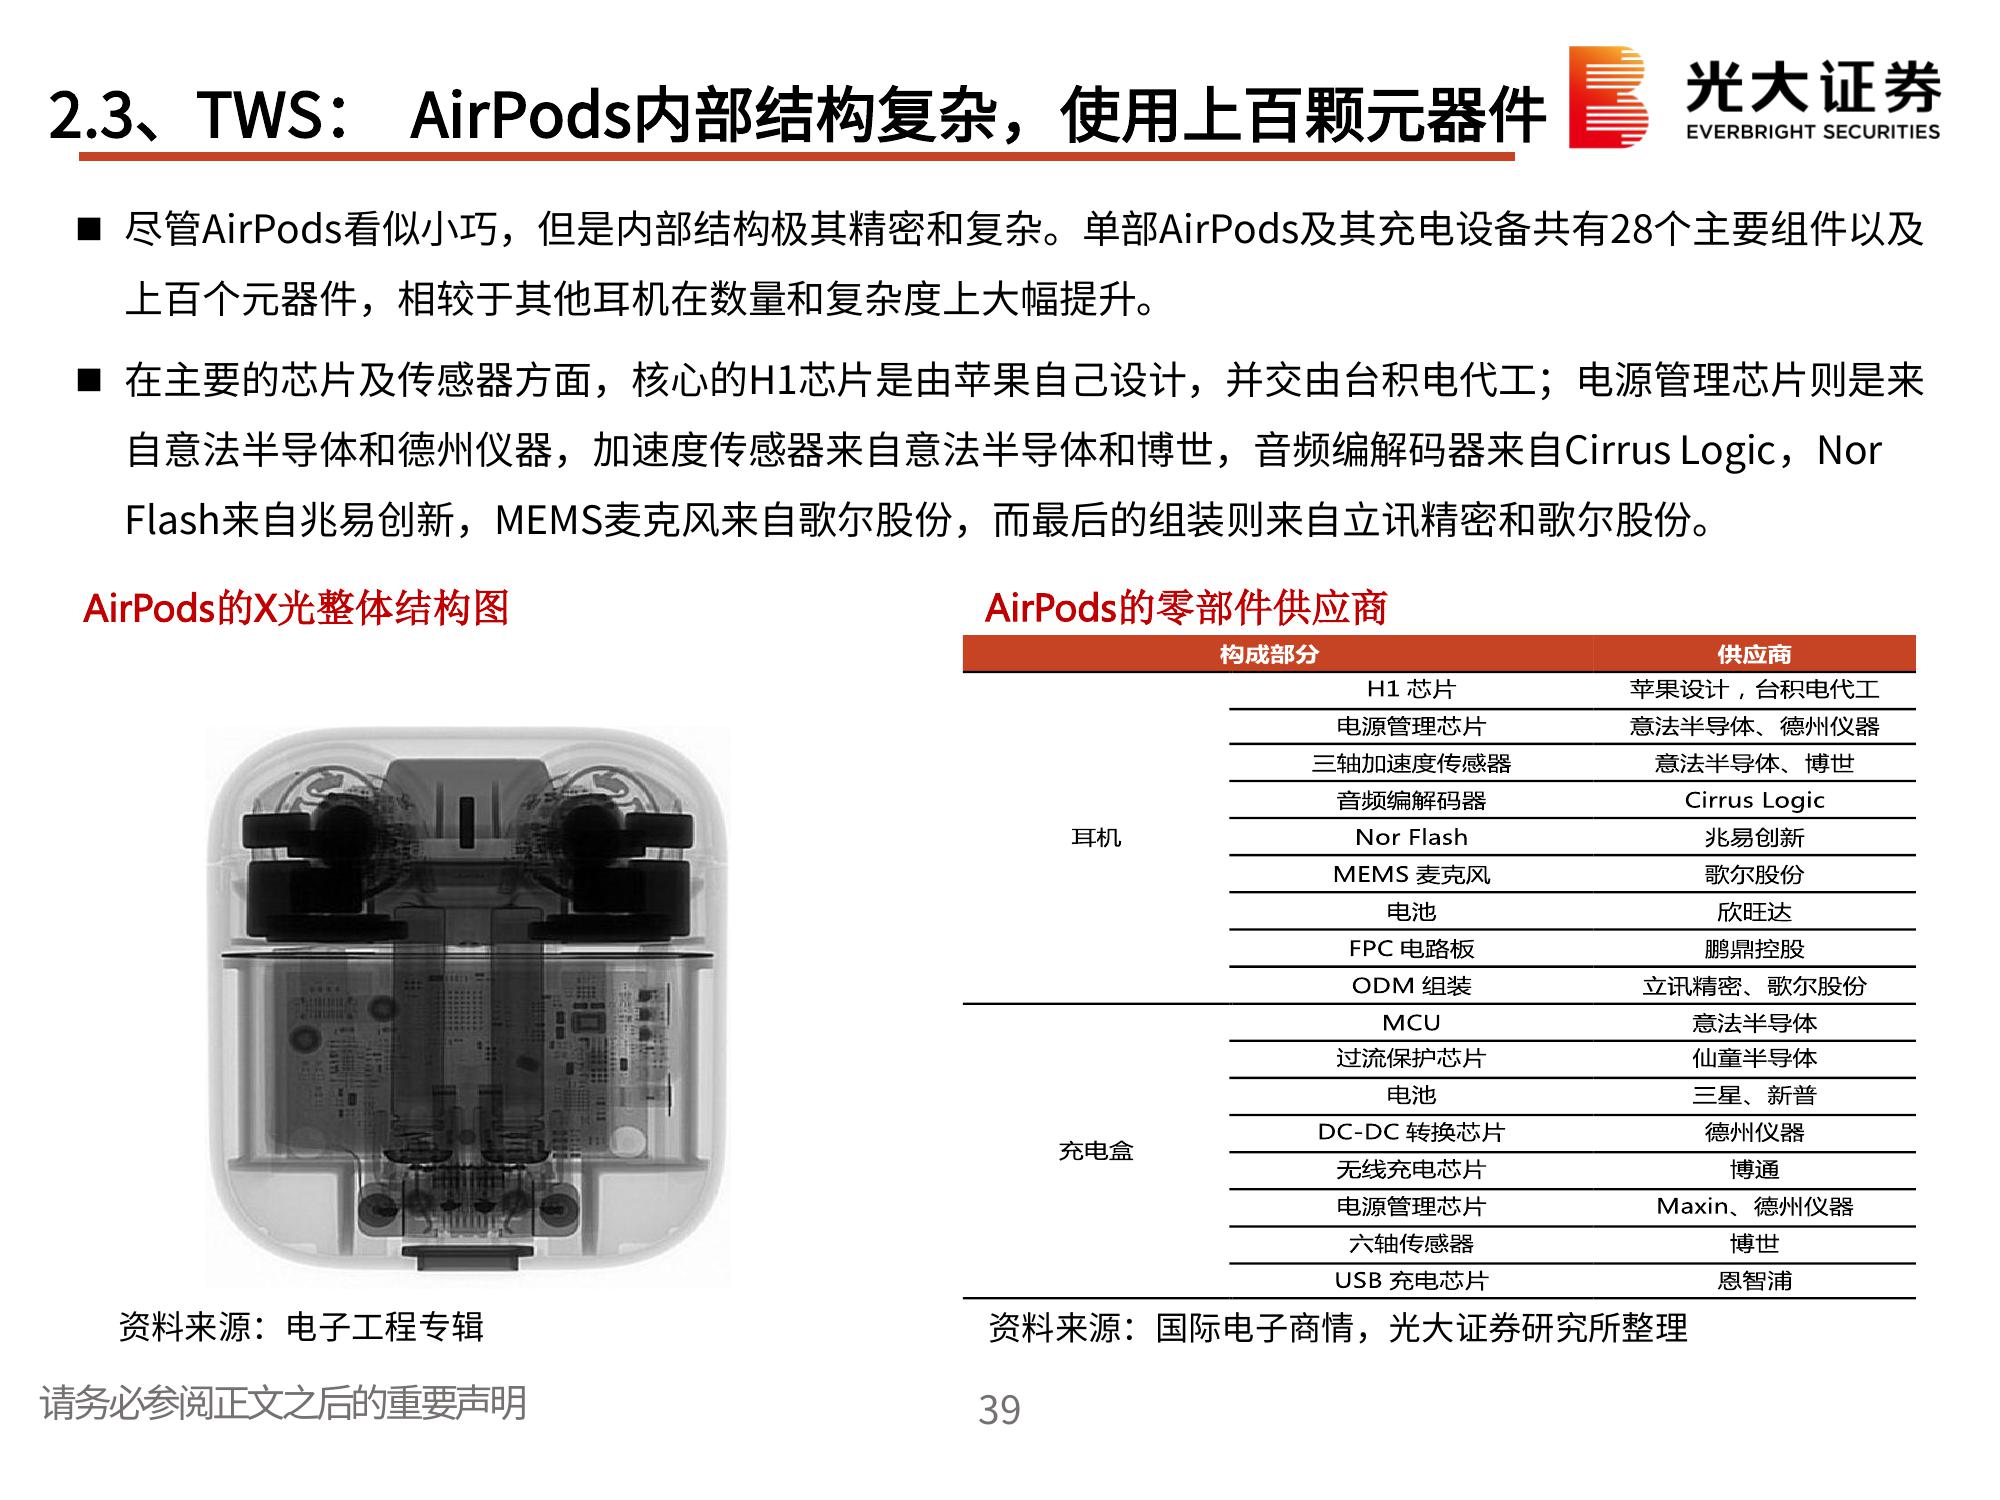 2.3、TWS： AirPods内部结构复杂，使用上百颗元器件
光大证券
EVERBRIGHT SECURITIES
■ 尽管AirPods看似小巧，但是内部结构极其精密和复杂。单部AirPods及其充电设备共有28个主要组件以及
上百个元器件，相较于其他耳机在数量和复杂度上大幅提升。
■ 在主要的芯片及传感器方面，核心的H1芯片是由苹果自己设计，并交由台积电代工；电源管理芯片则是来
自意法半导体和德州仪器，加速度传感器来自意法半导体和博世，音频编解码器来自Cirrus Logic，Nor
Flash来自兆易创新，MEMS麦克风来自歌尔股份，而最后的组装则来自立讯精密和歌尔股份。
AirPods的X光整体结构图
AirPods的零部件供应商
构成部分 供应商
耳机
H1 芯片 苹果设计，台积电代工
电源管理芯片 意法半导体、德州仪器
三轴加速度传感器 意法半导体、博世
音频编解码器 Cirrus Logic
Nor Flash 兆易创新
MEMS 麦克风 歌尔股份
电池 欣旺达
FPC 电路板 鹏鼎控股
ODM 组装 立讯精密、歌尔股份
充电盒
MCU 意法半导体
过流保护芯片 仙童半导体
电池 三星、新普
DC-DC 转换芯片 德州仪器
无线充电芯片 博通
电源管理芯片 Maxin、德州仪器
六轴传感器 博世
USB 充电芯片 恩智浦
资料来源：电子工程专辑
资料来源：国际电子商情，光大证券研究所整理
请务必参阅正文之后的重要声明
39